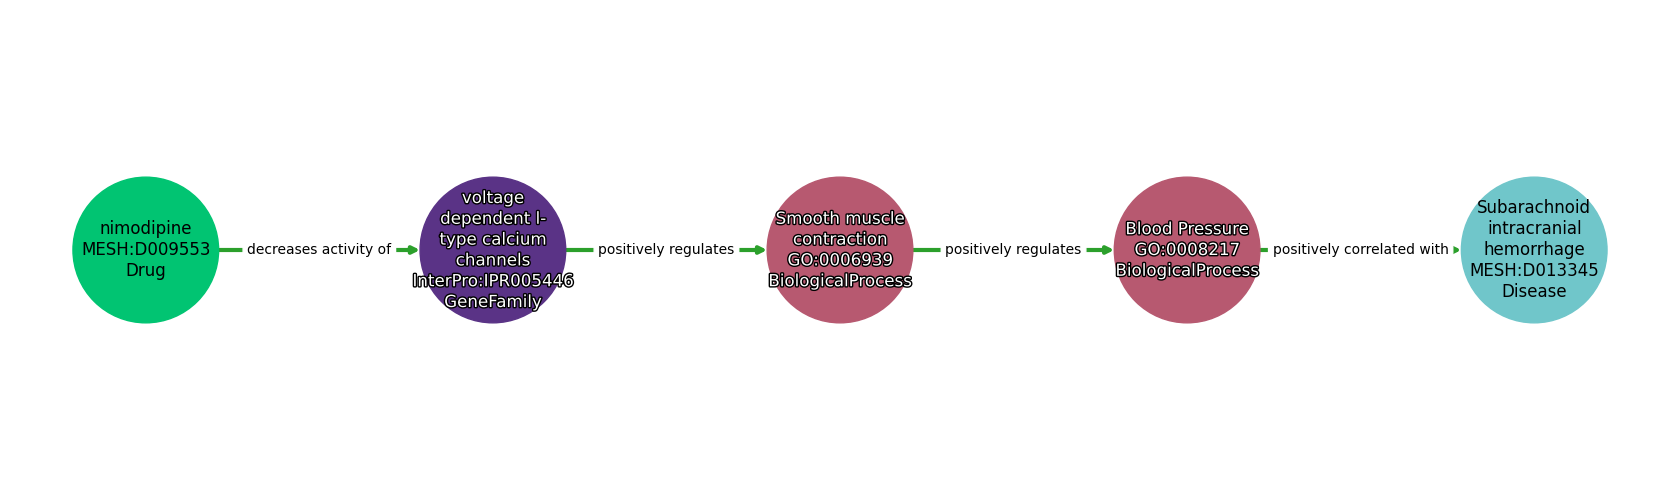 nimodipine
MESH:D009553
Drug
decreases activity of
voltage
dependent l-
type calcium
channels
InterPro:IPR005446
GeneFamily
positively regulates
Smooth muscle
contraction
GO:0006939
BiologicalProcess
positively regulates
Blood Pressure
GO:0008217
BiologicalProcess
positively correlated with
Subarachnoid
intracranial
hemorrhage
MESH:D013345
Disease